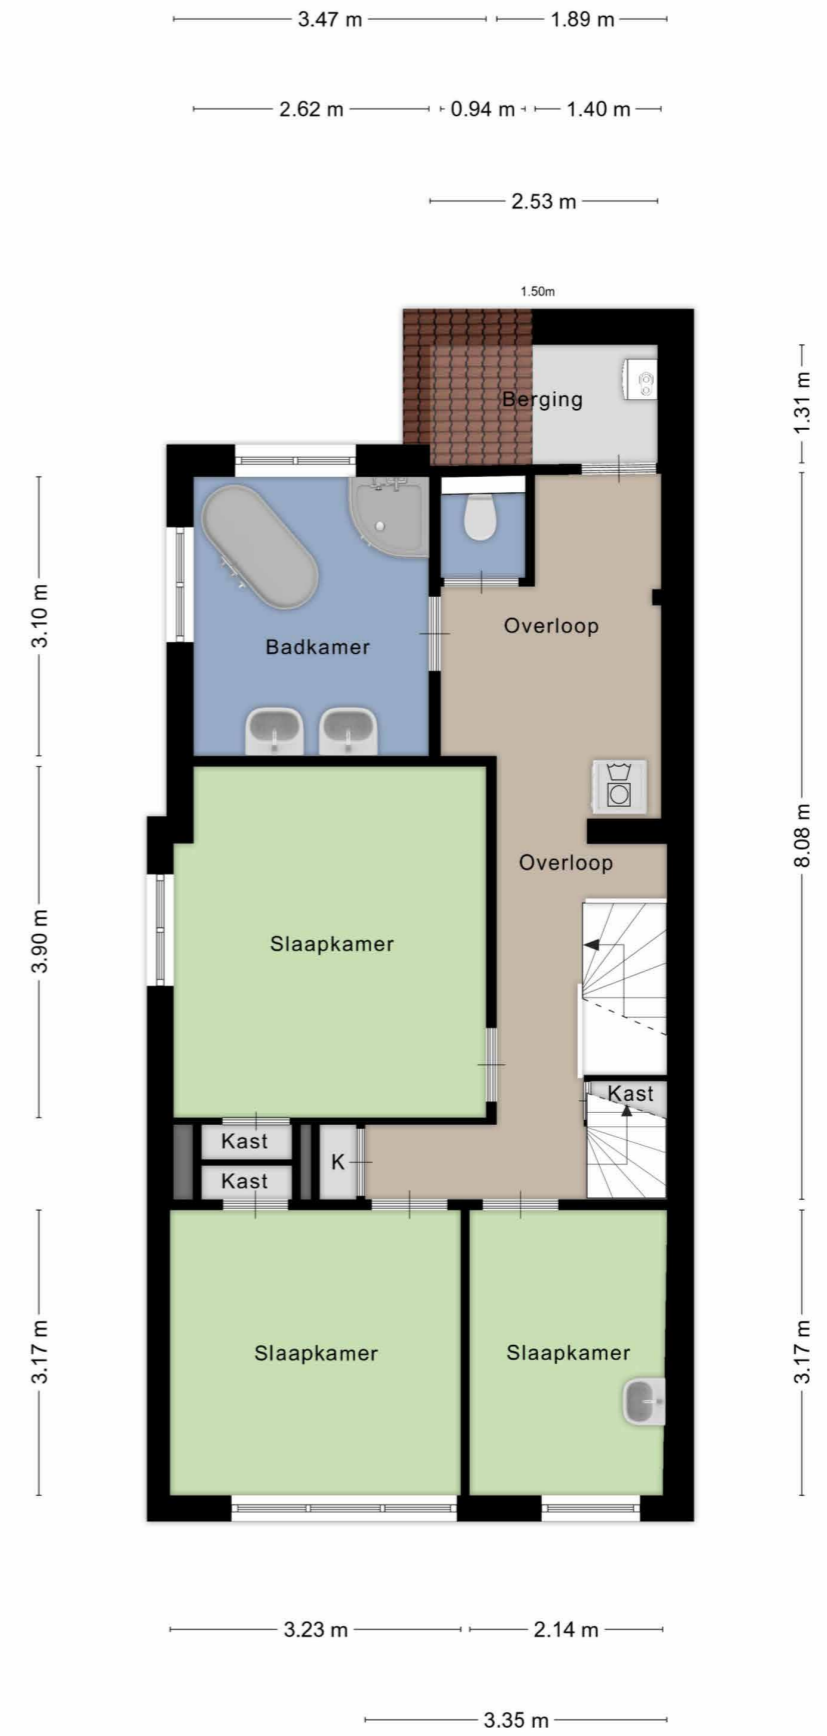 3.47 m
1.89 m
2.62 m
0.94 m
1.40 m
2.53 m
1.50m
1.31 m
Berging
3.10 m
Overloop
Badkamer
8.08 m
Overloop
3.90 m
Slaapkamer
Kast
Kast
K
Kast
3.17 m
Slaapkamer
Slaapkamer
3.17 m
3.23 m
2.14 m
3.35 m